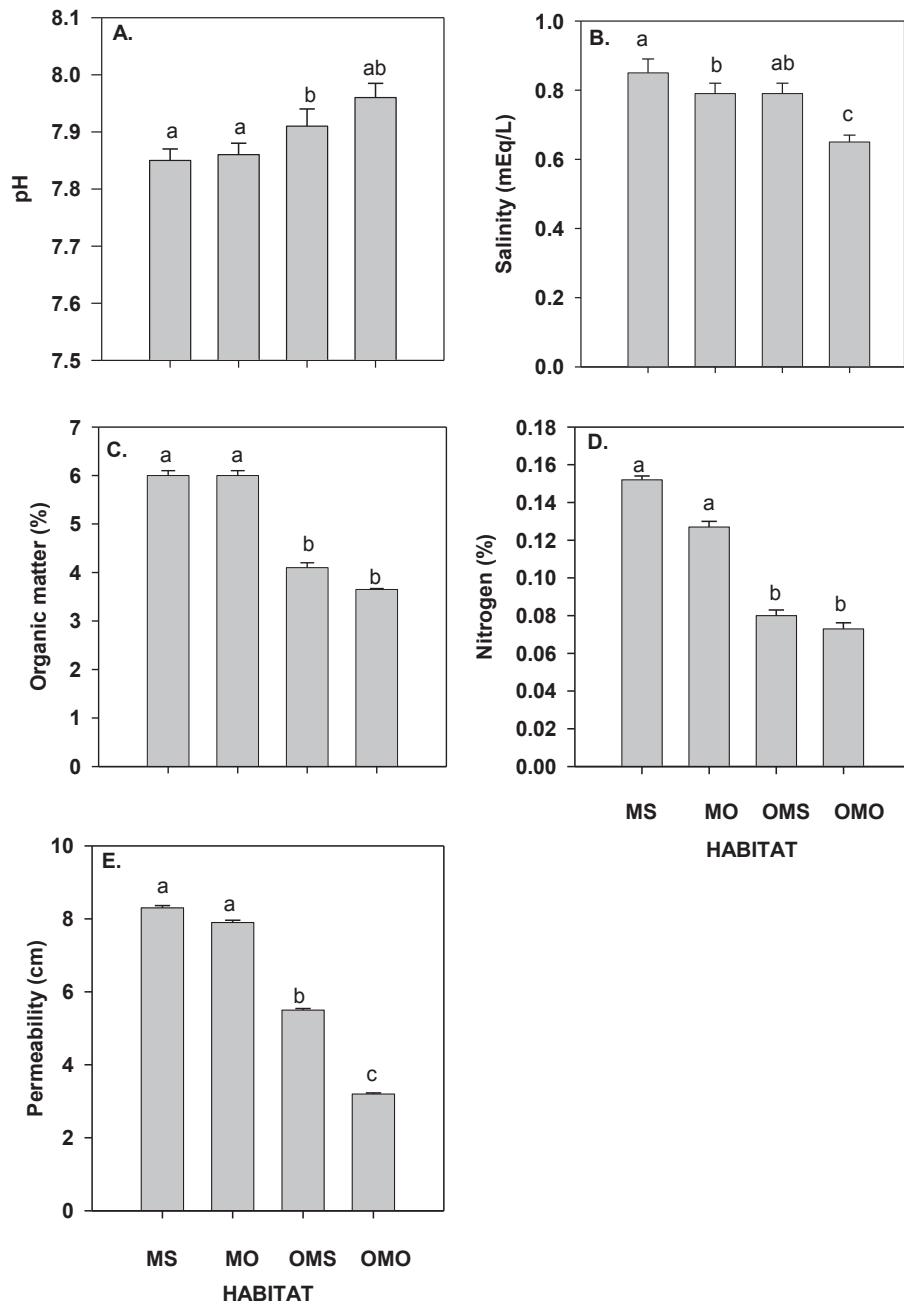 A.
8.1
8.0
7.9
7.8
7.7
7.6
7.5
pH
a
a
b
ab
B.
1.0
0.8
0.6
0.4
0.2
0.0
Salinity (mEq/L)
a
b
ab
c
C.
7
6
5
4
3
2
1
0
Organic matter (%)
a
a
b
b
D.
0.18
0.16
0.14
0.12
0.10
0.08
0.06
0.04
0.02
0.00
Nitrogen (%)
a
a
b
b
MS MO OMS OMO
HABITAT
E.
10
8
6
4
2
0
Permeability (cm)
a
a
b
c
MS MO OMS OMO
HABITAT